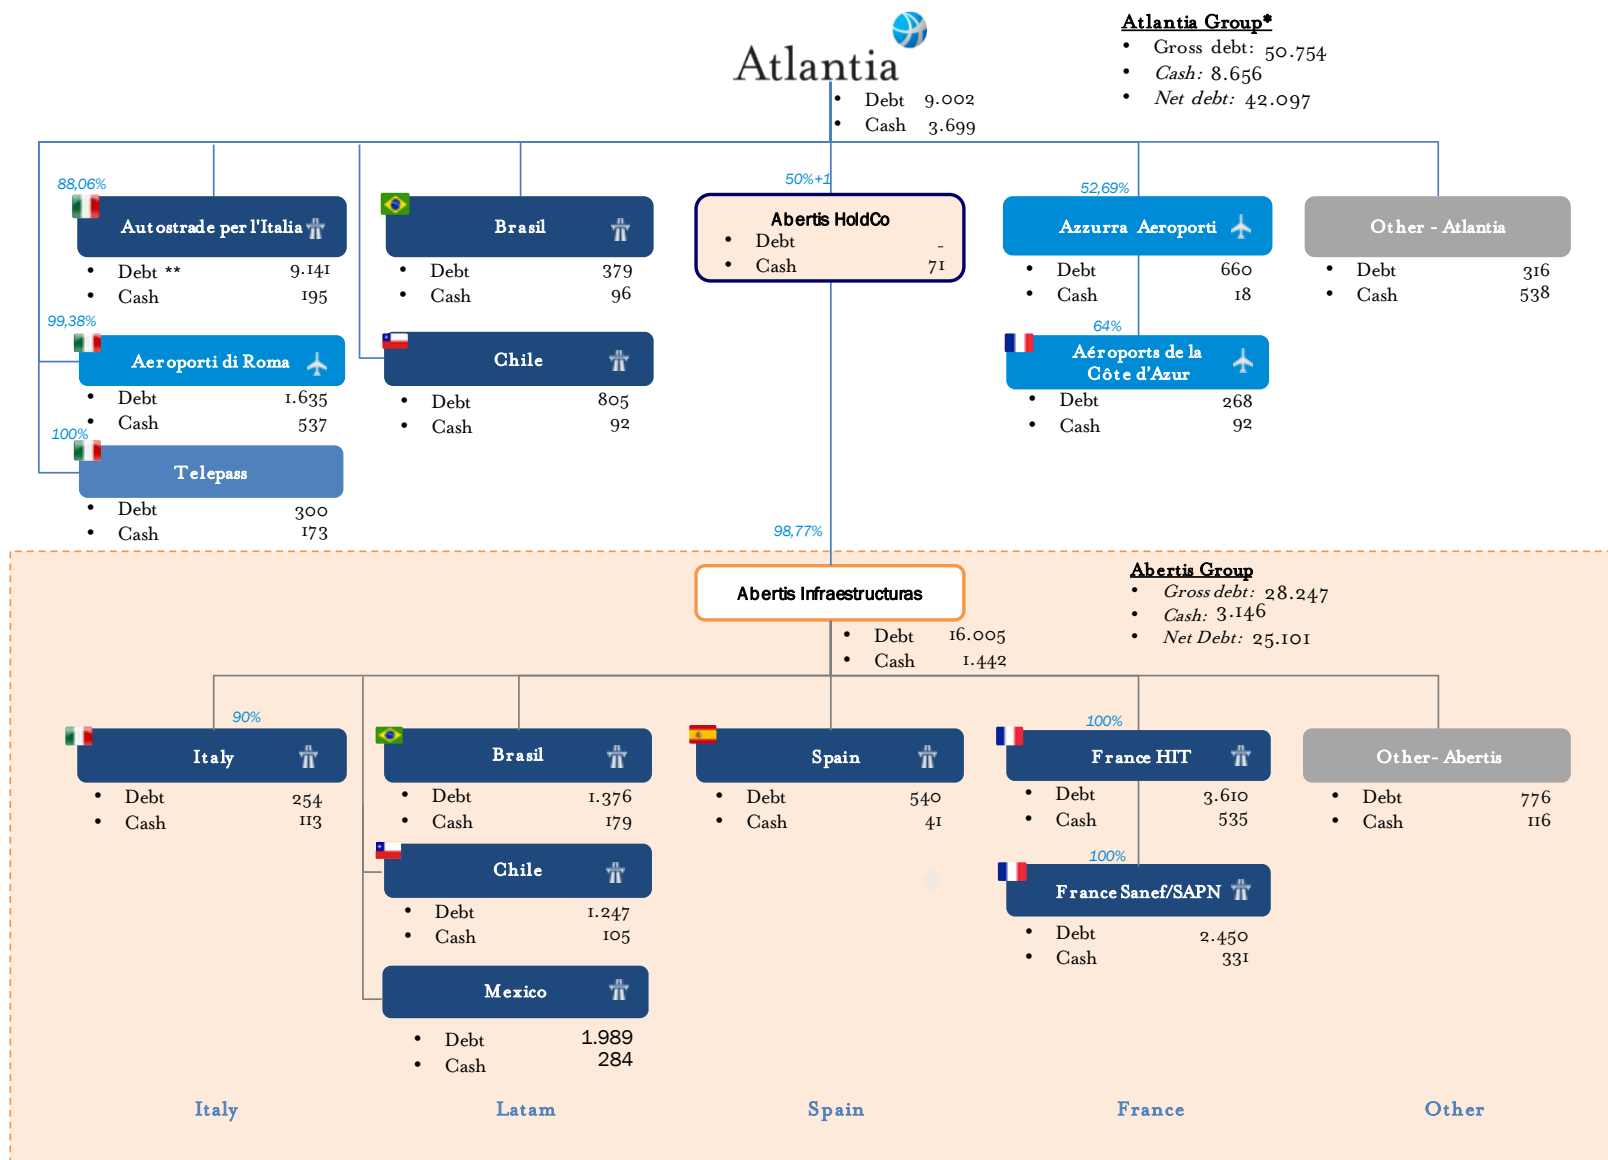 Atlantia
Atlantia Group*
• Gross debt: 50.754
• Cash: 8.656
• Net debt: 42.097
• Debt 9.002
• Cash 3.699
88,06%
Autostrade per l'Italia
• Debt ** 9.141
• Cash 195
99,38%
Aeroporti di Roma
• Debt 1.635
• Cash 537
100%
Telepass
• Debt 300
• Cash 173
Brasil
• Debt 379
• Cash 96
Chile
• Debt 805
• Cash 92
50%+1
Abertis HoldCo
• Debt -
• Cash 71
52,69%
Azzurra Aeroporti
• Debt 660
• Cash 18
64%
Aéroports de la
Côte d'Azur
• Debt 268
• Cash 92
Other - Atlantia
• Debt 316
• Cash 538
98,77%
Abertis Infraestructuras
• Debt 16.005
• Cash 1.442
Abertis Group
• Gross debt: 28.247
• Cash: 3.146
• Net Debt: 25.101
90%
Italy
• Debt 254
• Cash 113
Brasil
• Debt 1.376
• Cash 179
Chile
• Debt 1.247
• Cash 105
Mexico
• Debt 1.989
• Cash 284
Spain
• Debt 540
• Cash 41
100%
France HIT
• Debt 3.610
• Cash 535
100%
France Sanef/SAPN
• Debt 2.450
• Cash 331
Other- Abertis
• Debt 776
• Cash 116
Italy
Latam
Spain
France
Other